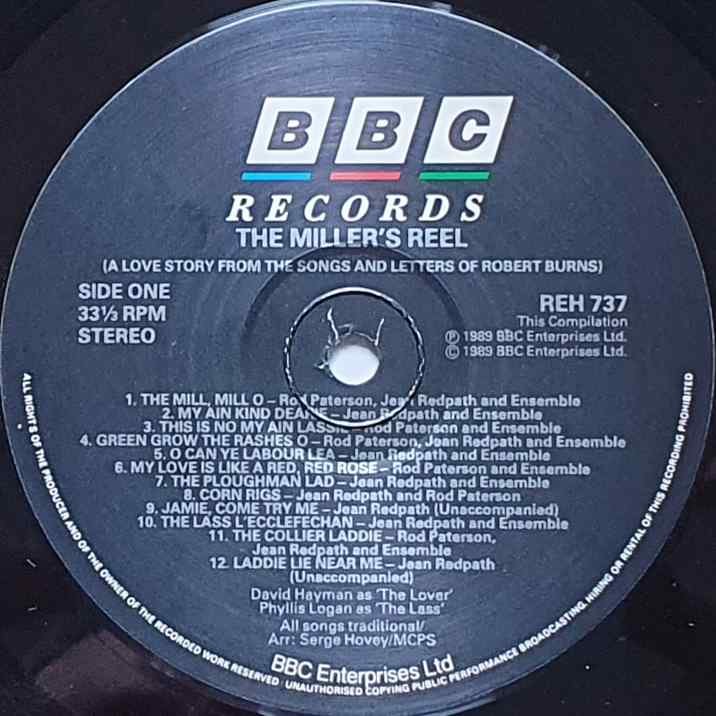 BBC
RECORDS
THE MILLER'S REEL
(A LOVE STORY FROM THE SONGS AND LETTERS OF ROBERT BURNS)
SIDE ONE
33⅓ RPM
STEREO
REH 737
This Compilation
Ⓟ 1989 BBC Enterprises Ltd.
© 1989 BBC Enterprises Ltd.
1. THE MILL, MILL O – Rod Paterson, Jean Redpath and Ensemble
2. MY AIN KIND DEARIE – Jean Redpath and Ensemble
3. THIS IS NO MY AIN LASSIE – Rod Paterson and Ensemble
4. GREEN GROW THE RASHES O – Rod Paterson, Jean Redpath and Ensemble
5. O CAN YE LABOUR LEA – Jean Redpath and Ensemble
6. MY LOVE IS LIKE A RED, RED ROSE – Rod Paterson and Ensemble
7. THE PLOUGHMAN LAD – Jean Redpath and Ensemble
8. CORN RIGS – Jean Redpath and Rod Paterson
9. JAMIE, COME TRY ME – Jean Redpath (Unaccompanied)
10. THE LASS L'ECCLEFECHAN – Jean Redpath and Ensemble
11. THE COLLIER LADDIE – Rod Paterson,
Jean Redpath and Ensemble
12. LADDIE LIE NEAR ME – Jean Redpath
(Unaccompanied)
David Hayman as 'The Lover'
Phyllis Logan as 'The Lass'
All songs traditional/
Arr: Serge Hovey/MCPS
BBC Enterprises Ltd
ALL RIGHTS OF THE PRODUCER AND OF THE OWNER OF THE RECORDED WORK RESERVED · UNAUTHORISED COPYING PUBLIC PERFORMANCE BROADCASTING. HIRING OR RENTAL OF THIS RECORDING PROHIBITED